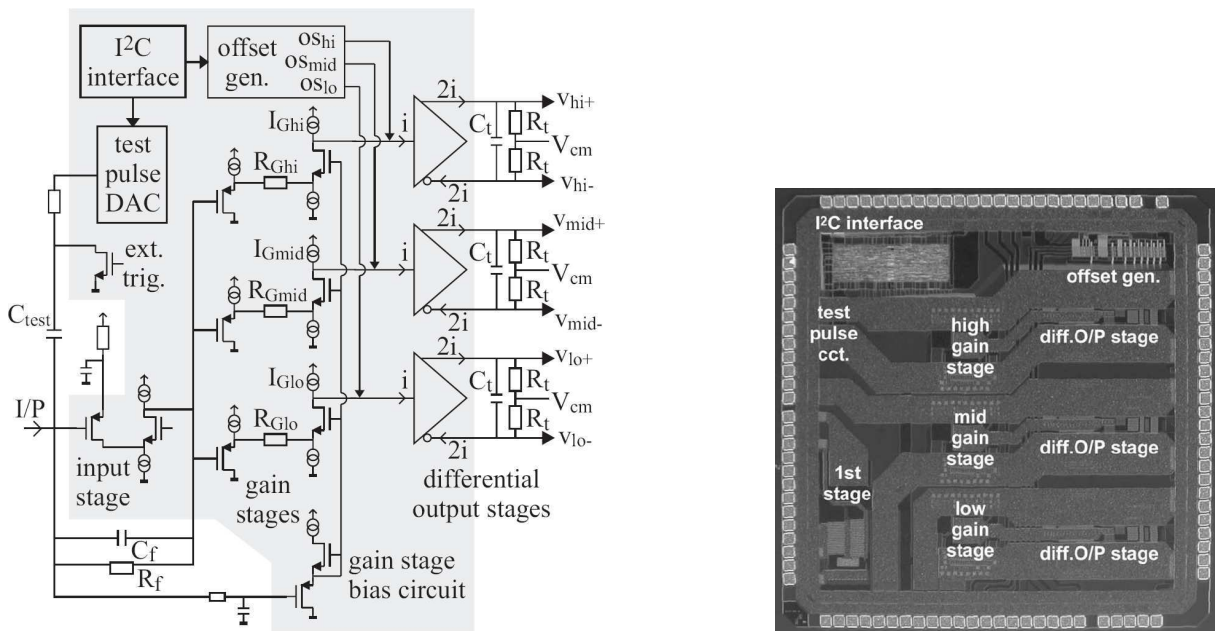 I²C
interface
offset
gen.
os_hi
os_mid
os_lo
test
pulse
DAC
ext.
trig.
C_test
I/P
input
stage
C_f
R_f
I_Ghi
R_Ghi
I_Gmid
R_Gmid
I_Glo
R_Glo
gain
stages
gain stage
bias circuit
i
2i
2i
C_t
R_t
R_t
v_hi+
V_cm
v_hi-
i
2i
2i
C_t
R_t
R_t
v_mid+
V_cm
v_mid-
i
2i
2i
C_t
R_t
R_t
v_lo+
V_cm
v_lo-
differential
output stages
I²C interface
offset gen.
test
pulse
cct.
high
gain
stage
diff.O/P stage
mid
gain
stage
diff.O/P stage
1st
stage
low
gain
stage
diff.O/P stage